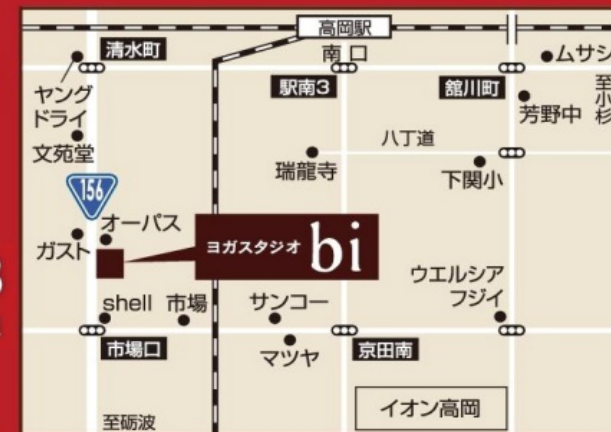 高岡駅
清水町
南口
ムサシ
駅南3
舘川町
至小杉
ヤング
ドライ
芳野中
八丁道
文苑堂
瑞龍寺
下関小
156
オーパス
ガスト
ヨガスタジオ bi
ウエルシア
フジイ
shell
市場
サンコー
市場口
マツヤ
京田南
イオン高岡
至砺波